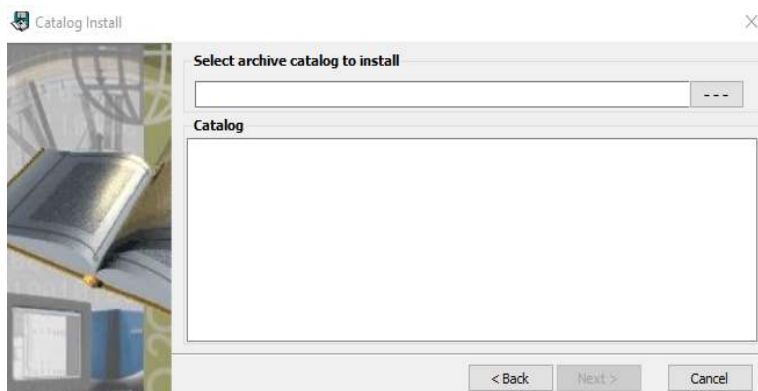 Catalog Install
Select archive catalog to install
---
Catalog
< Back
Next >
Cancel